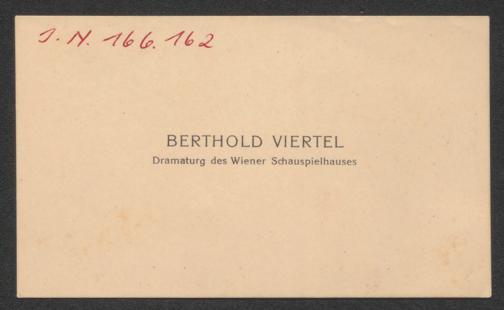 J. N. 166.162
BERTHOLD VIERTEL
Dramaturg des Wiener Schauspielhauses